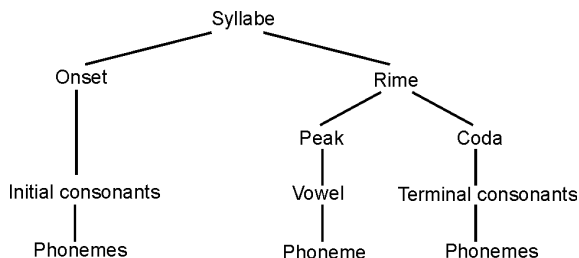 Syllabe
Onset
Rime
Peak
Coda
Initial consonants
Vowel
Terminal consonants
Phonemes
Phoneme
Phonemes